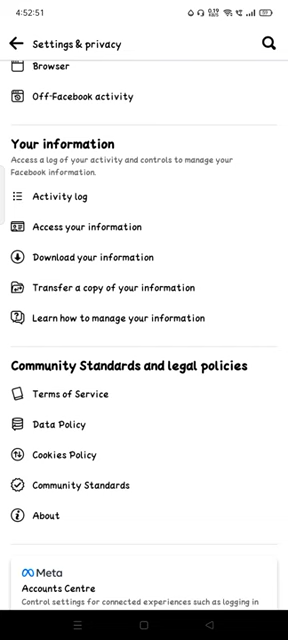 4:52:51
0.19
KB/S
Settings & privacy
Browser
Off-Facebook activity
Your information
Access a log of your activity and controls to manage your
Facebook information.
Activity log
Access your information
Download your information
Transfer a copy of your information
Learn how to manage your information
Community Standards and legal policies
Terms of Service
Data Policy
Cookies Policy
Community Standards
About
Meta
Accounts Centre
Control settings for connected experiences such as logging in